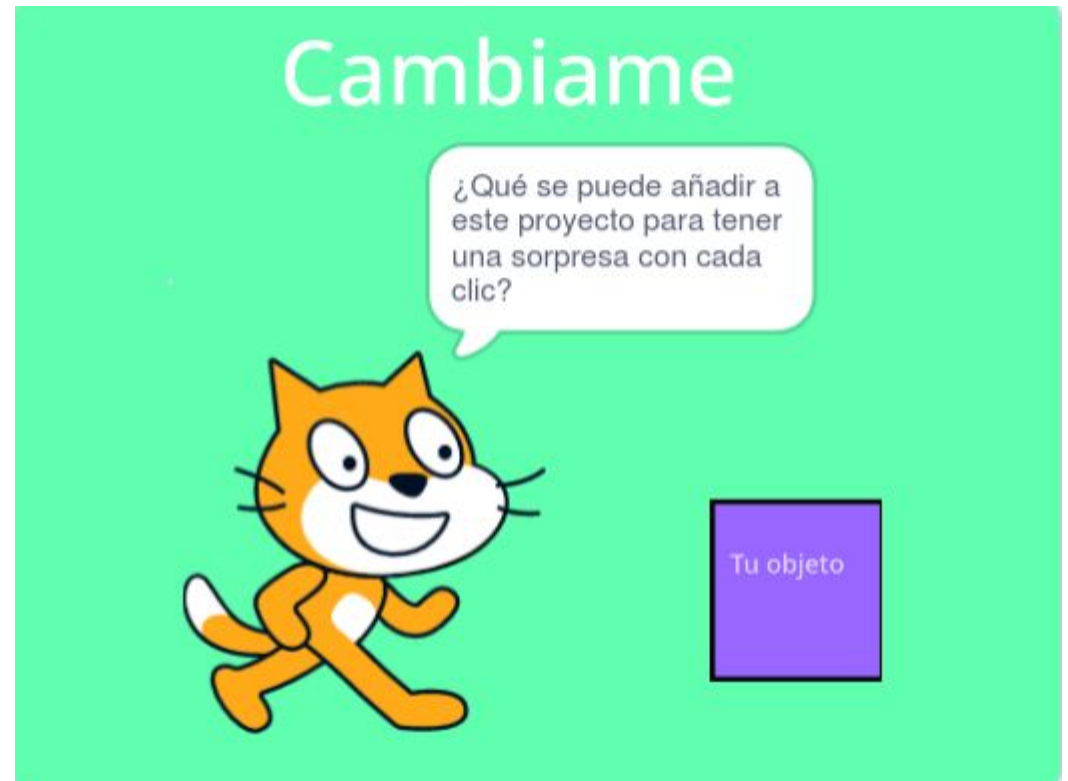 Cambiame
¿Qué se puede añadir a
este proyecto para tener
una sorpresa con cada
clic?
Tu objeto